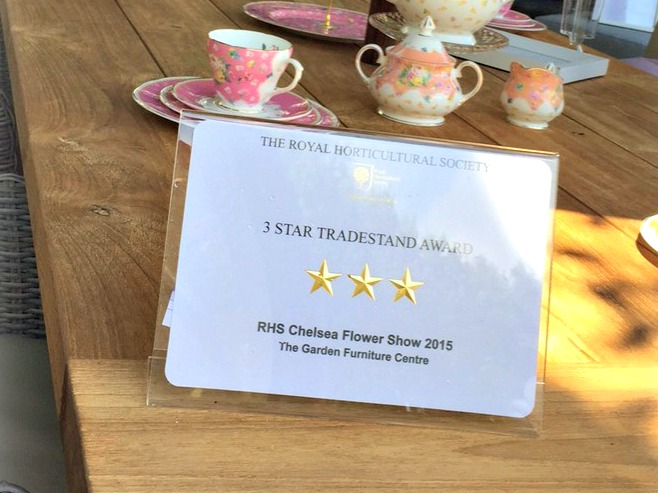 THE ROYAL HORTICULTURAL SOCIETY
3 STAR TRADESTAND AWARD
RHS Chelsea Flower Show 2015
The Garden Furniture Centre